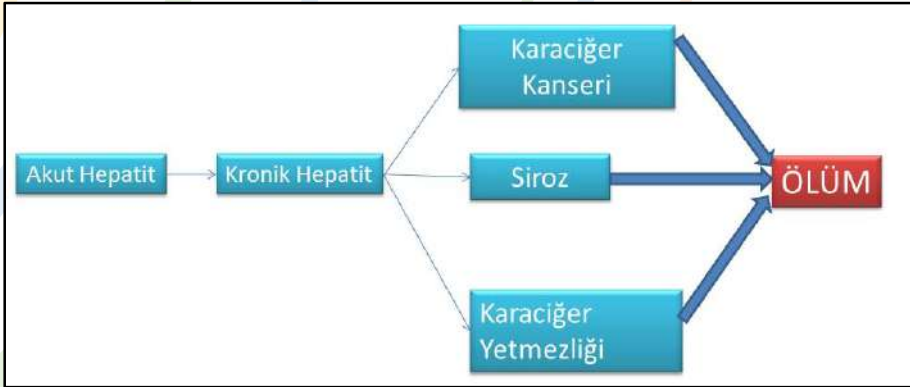 Karaciğer
Kanseri
Akut Hepatit
Kronik Hepatit
Siroz
ÖLÜM
Karaciğer
Yetmezliği